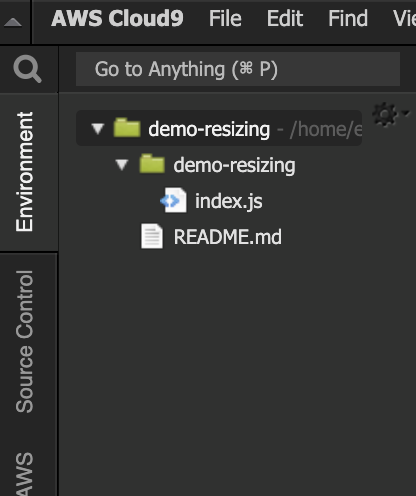 AWS Cloud9 File Edit Find
Go to Anything (⌘ P)
Environment
demo-resizing - /home/e
demo-resizing
index.js
README.md
Source Control
AWS